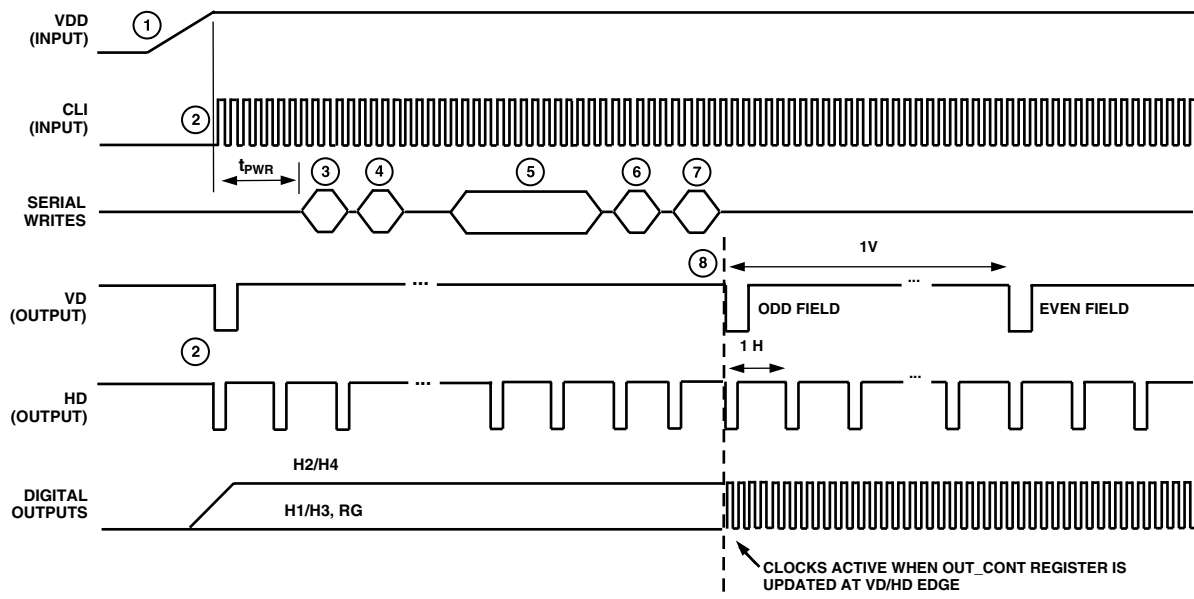 VDD
(INPUT)
1
CLI
(INPUT)
2
tPWR
SERIAL
WRITES
3
4
5
6
7
VD
(OUTPUT)
...
8
1V
...
ODD FIELD
EVEN FIELD
2
HD
(OUTPUT)
...
1 H
...
DIGITAL
OUTPUTS
H2/H4
H1/H3, RG
CLOCKS ACTIVE WHEN OUT_CONT REGISTER IS
UPDATED AT VD/HD EDGE